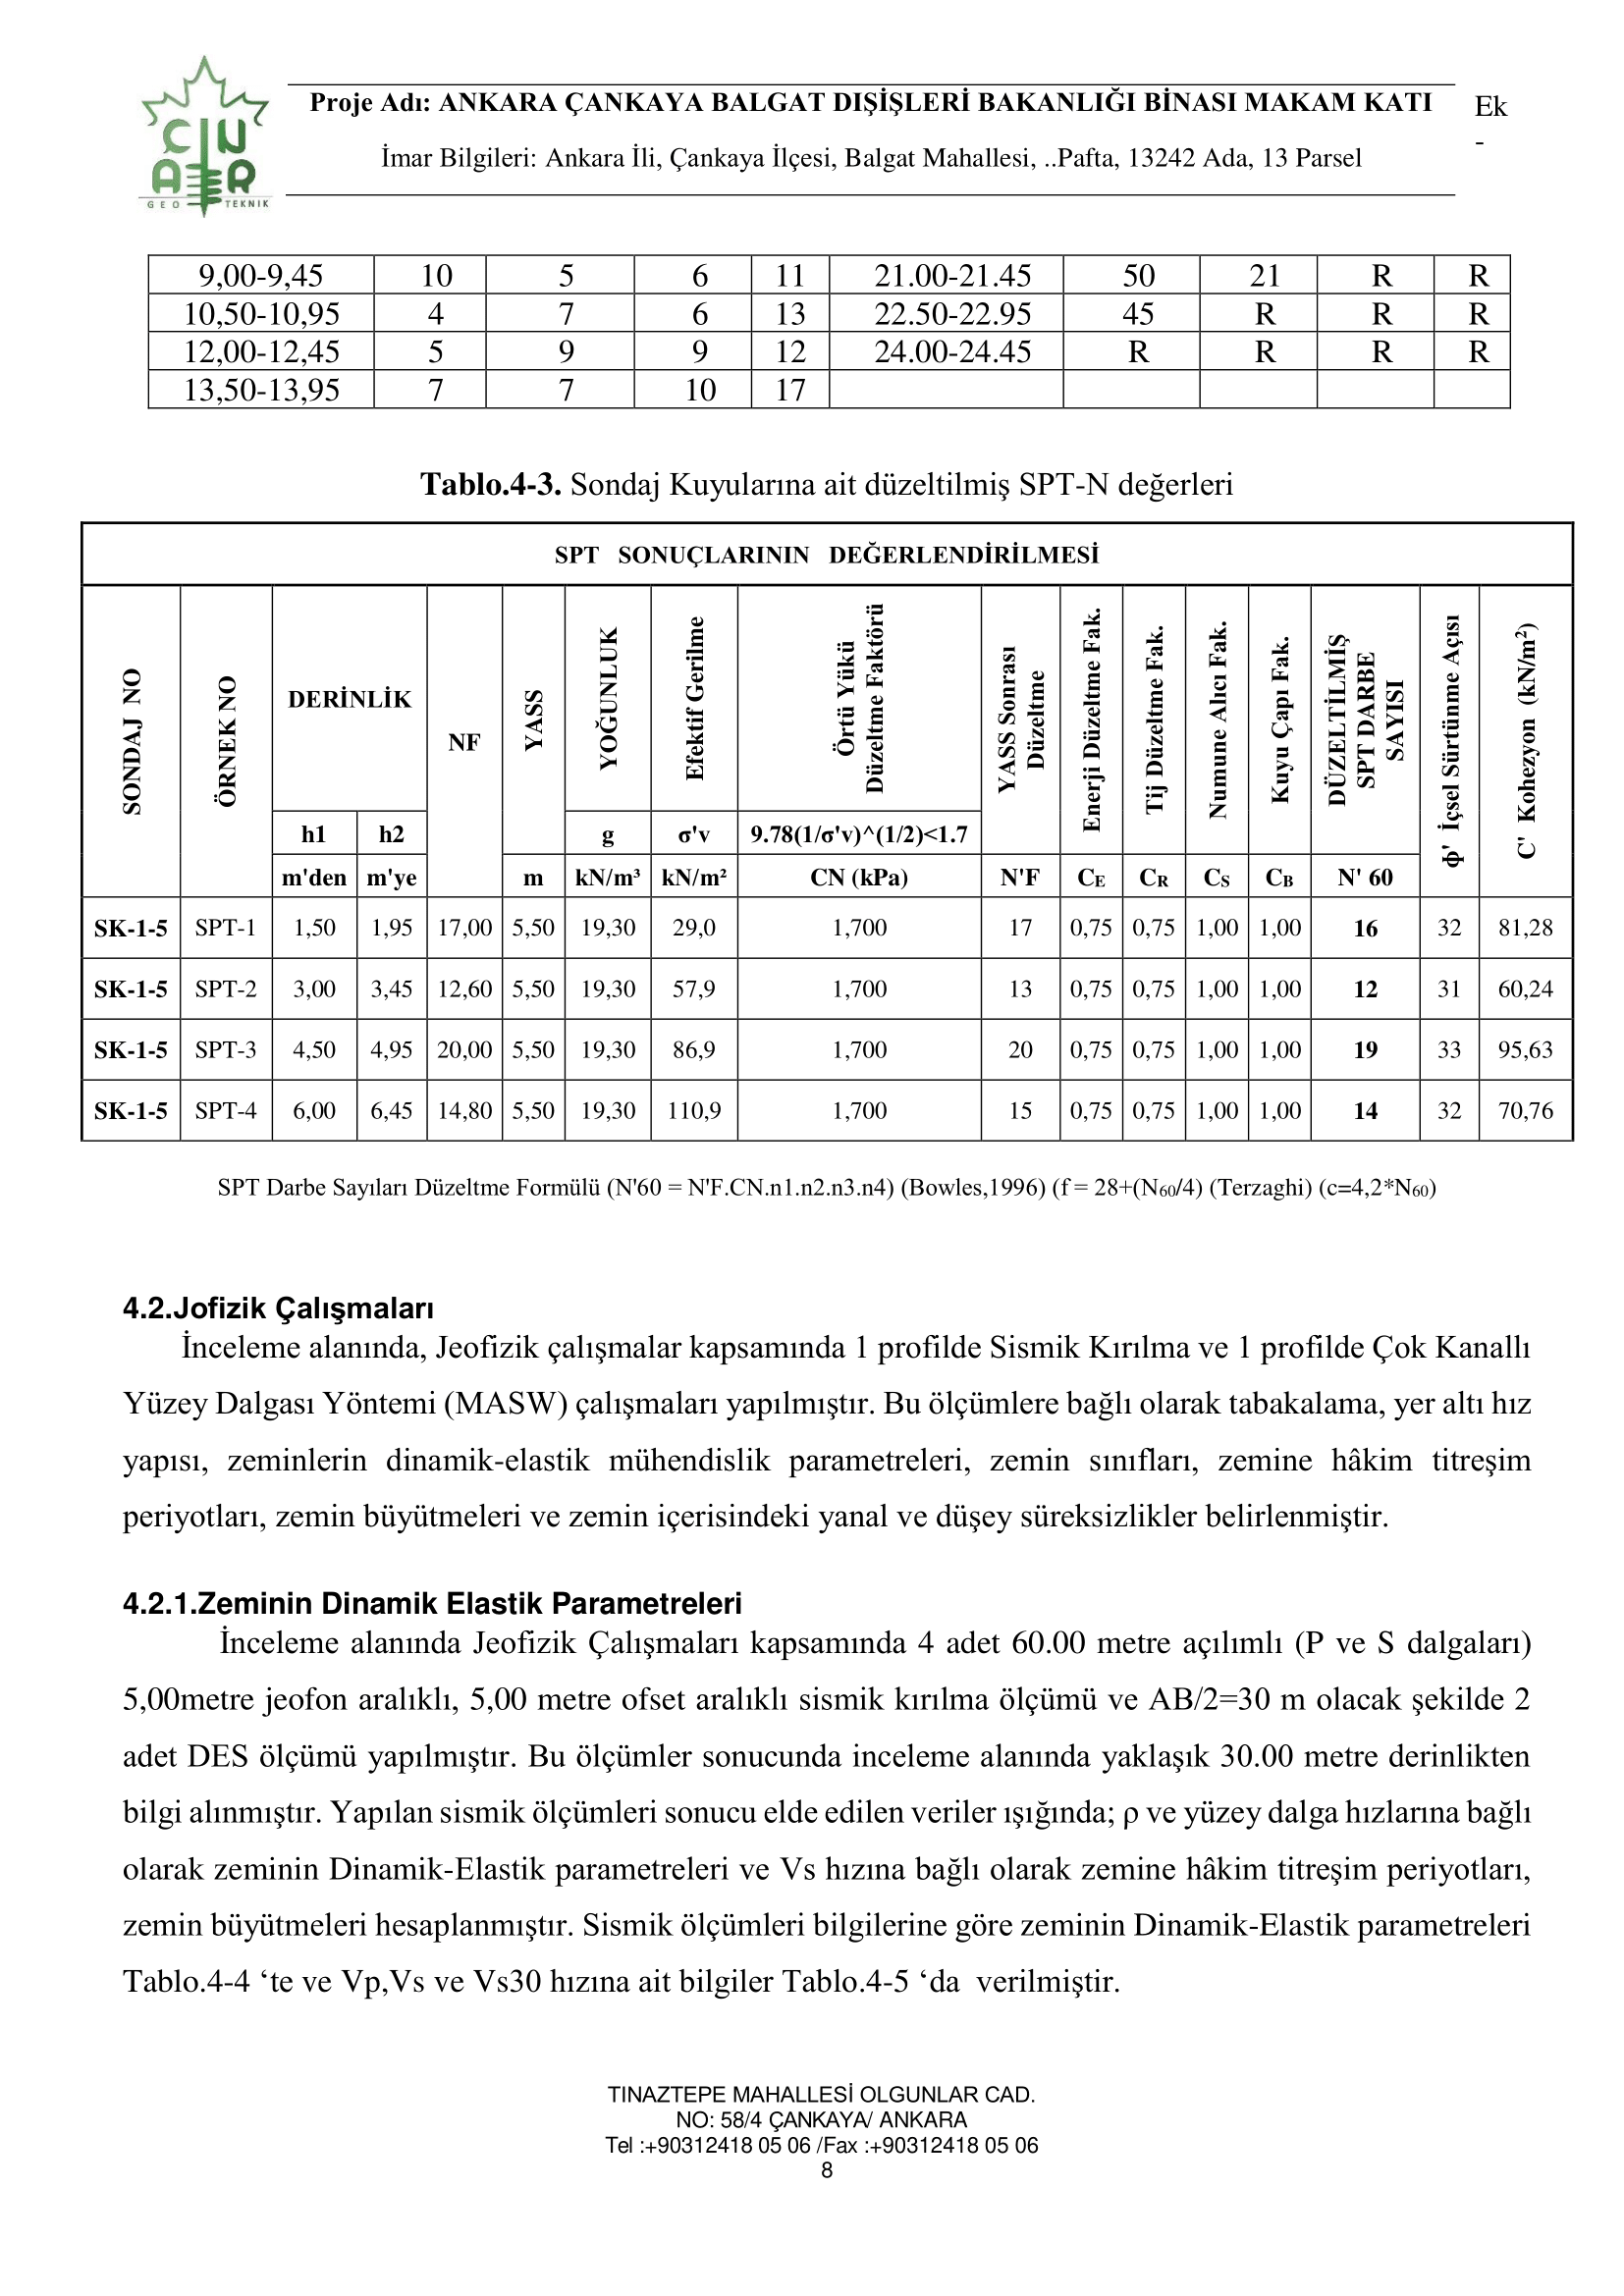 ÇINAR
GEO TEKNIK
Proje Adı: ANKARA ÇANKAYA BALGAT DIŞİŞLERİ BAKANLIĞI BİNASI MAKAM KATI
Ek
-
İmar Bilgileri: Ankara İli, Çankaya İlçesi, Balgat Mahallesi, ..Pafta, 13242 Ada, 13 Parsel
9,00-9,45 10 5 6 11 21.00-21.45 50 21 R R
10,50-10,95 4 7 6 13 22.50-22.95 45 R R R
12,00-12,45 5 9 9 12 24.00-24.45 R R R R
13,50-13,95 7 7 10 17
Tablo.4-3. Sondaj Kuyularına ait düzeltilmiş SPT-N değerleri
SPT SONUÇLARININ DEĞERLENDİRİLMESİ
SONDAJ NO
ÖRNEK NO
DERİNLİK
NF
YASS
YOĞUNLUK
Efektif Gerilme
Örtü Yükü
Düzeltme Faktörü
YASS Sonrası
Düzeltme
Enerji Düzeltme Fak.
Tij Düzeltme Fak.
Numune Alıcı Fak.
Kuyu Çapı Fak.
DÜZELTİLMİŞ
SPT DARBE
SAYISI
ϕ' İçsel Sürtünme Açısı
C' Kohezyon (kN/m²)
h1 h2 g σ'v 9.78(1/σ'v)^(1/2)<1.7
m'den m'ye m kN/m³ kN/m² CN (kPa) N'F CE CR CS CB N' 60
SK-1-5 SPT-1 1,50 1,95 17,00 5,50 19,30 29,0 1,700 17 0,75 0,75 1,00 1,00 16 32 81,28
SK-1-5 SPT-2 3,00 3,45 12,60 5,50 19,30 57,9 1,700 13 0,75 0,75 1,00 1,00 12 31 60,24
SK-1-5 SPT-3 4,50 4,95 20,00 5,50 19,30 86,9 1,700 20 0,75 0,75 1,00 1,00 19 33 95,63
SK-1-5 SPT-4 6,00 6,45 14,80 5,50 19,30 110,9 1,700 15 0,75 0,75 1,00 1,00 14 32 70,76
SPT Darbe Sayıları Düzeltme Formülü (N'60 = N'F.CN.n1.n2.n3.n4) (Bowles,1996) (f = 28+(N60/4) (Terzaghi) (c=4,2*N60)
4.2.Jofizik Çalışmaları
İnceleme alanında, Jeofizik çalışmalar kapsamında 1 profilde Sismik Kırılma ve 1 profilde Çok Kanallı
Yüzey Dalgası Yöntemi (MASW) çalışmaları yapılmıştır. Bu ölçümlere bağlı olarak tabakalama, yer altı hız
yapısı, zeminlerin dinamik-elastik mühendislik parametreleri, zemin sınıfları, zemine hâkim titreşim
periyotları, zemin büyütmeleri ve zemin içerisindeki yanal ve düşey süreksizlikler belirlenmiştir.
4.2.1.Zeminin Dinamik Elastik Parametreleri
İnceleme alanında Jeofizik Çalışmaları kapsamında 4 adet 60.00 metre açılımlı (P ve S dalgaları)
5,00metre jeofon aralıklı, 5,00 metre ofset aralıklı sismik kırılma ölçümü ve AB/2=30 m olacak şekilde 2
adet DES ölçümü yapılmıştır. Bu ölçümler sonucunda inceleme alanında yaklaşık 30.00 metre derinlikten
bilgi alınmıştır. Yapılan sismik ölçümleri sonucu elde edilen veriler ışığında; ρ ve yüzey dalga hızlarına bağlı
olarak zeminin Dinamik-Elastik parametreleri ve Vs hızına bağlı olarak zemine hâkim titreşim periyotları,
zemin büyütmeleri hesaplanmıştır. Sismik ölçümleri bilgilerine göre zeminin Dinamik-Elastik parametreleri
Tablo.4-4 ‘te ve Vp,Vs ve Vs30 hızına ait bilgiler Tablo.4-5 ‘da verilmiştir.
TINAZTEPE MAHALLESİ OLGUNLAR CAD.
NO: 58/4 ÇANKAYA/ ANKARA
Tel :+90312418 05 06 /Fax :+90312418 05 06
8